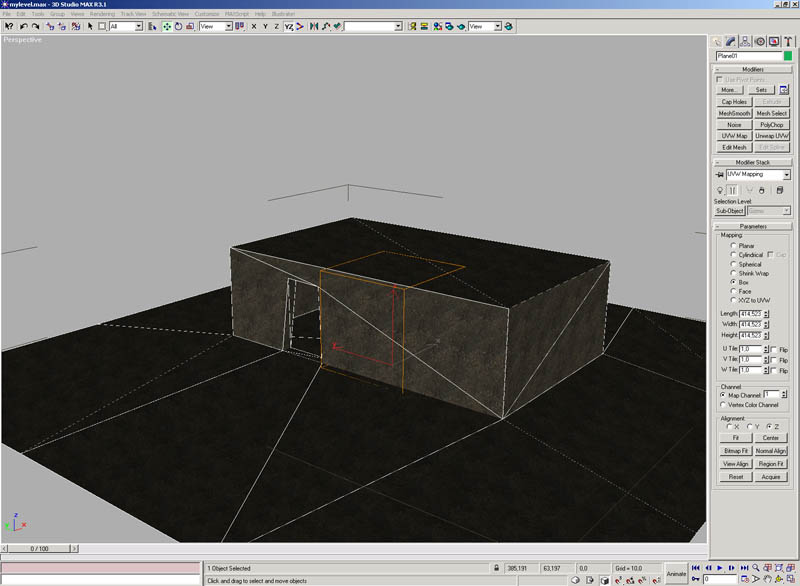 mylevel.max - 3D Studio MAX R3.1
File Edit Tools Group Views Rendering Track View Schematic View Customize MAXScript Help Illustrate!
All View XYZ View
Perspective
Plane01
Modifiers
Use Pivot Points
More... Sets
Cap Holes Extrude
MeshSmooth Mesh Select
Noise PolyChop
UVW Map Unwrap UVW
Edit Mesh Edit Spline
Modifier Stack
UVW Mapping
Selection Level:
Sub-Object Gizmo
Parameters
Mapping:
Planar
Cylindrical Cap
Spherical
Shrink Wrap
Box
Face
XYZ to UVW
Length: 414,523
Width: 414,523
Height: 414,523
U Tile: 1,0 Flip
V Tile: 1,0 Flip
W Tile: 1,0 Flip
Channel:
Map Channel: 1
Vertex Color Channel
Alignment:
X Y Z
Fit Center
Bitmap Fit Normal Align
View Align Region Fit
Reset Acquire
z
x
y
0 / 100
1 Object Selected 385,191 63,197 0,0 Grid = 10,0
Click and drag to select and move objects
Animate 0